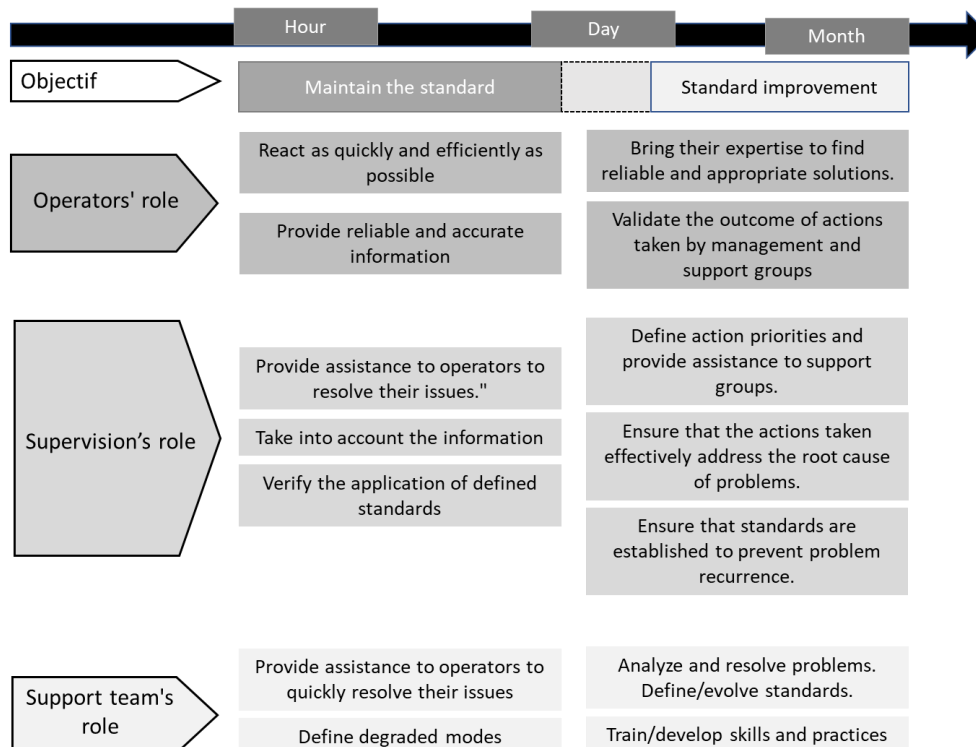 Hour
Day
Month
Objectif
Maintain the standard
Standard improvement
Operators' role
React as quickly and efficiently as
possible
Provide reliable and accurate
information
Bring their expertise to find
reliable and appropriate solutions.
Validate the outcome of actions
taken by management and
support groups
Supervision’s role
Provide assistance to operators to
resolve their issues."
Take into account the information
Verify the application of defined
standards
Define action priorities and
provide assistance to support
groups.
Ensure that the actions taken
effectively address the root cause
of problems.
Ensure that standards are
established to prevent problem
recurrence.
Support team's
role
Provide assistance to operators to
quickly resolve their issues
Define degraded modes
Analyze and resolve problems.
Define/evolve standards.
Train/develop skills and practices